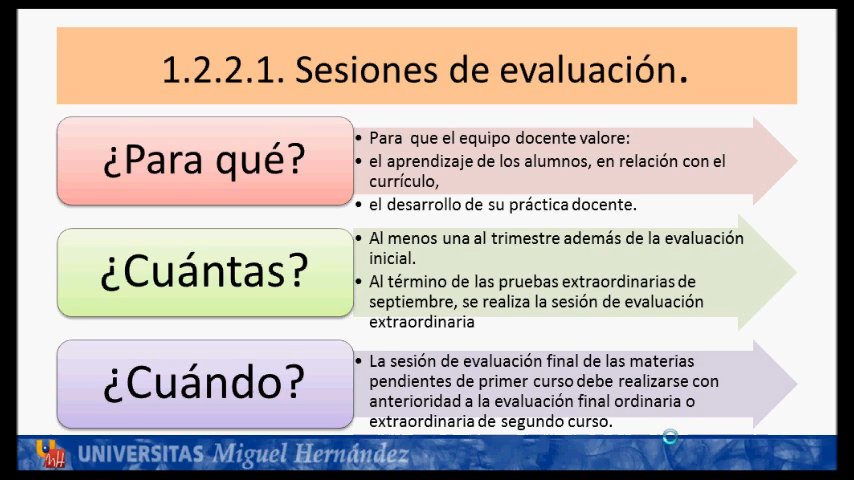 1.2.2.1. Sesiones de evaluación.
¿Para qué?
• Para que el equipo docente valore:
• el aprendizaje de los alumnos, en relación con el
currículo,
• el desarrollo de su práctica docente.
¿Cuántas?
• Al menos una al trimestre además de la evaluación
inicial.
• Al término de las pruebas extraordinarias de
septiembre, se realiza la sesión de evaluación
extraordinaria
¿Cuándo?
• La sesión de evaluación final de las materias
pendientes de primer curso debe realizarse con
anterioridad a la evaluación final ordinaria o
extraordinaria de segundo curso.
UNIVERSITAS Miguel Hernández